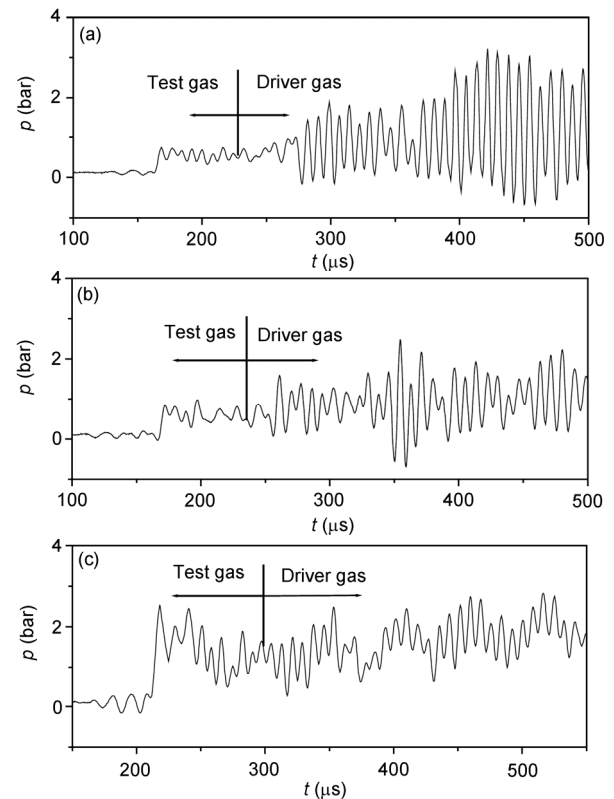 (a)
Test gas
Driver gas
p (bar)
4
2
0
100 200 300 400 500
t (μs)
(b)
Test gas
Driver gas
p (bar)
4
2
0
100 200 300 400 500
t (μs)
(c)
Test gas
Driver gas
p (bar)
4
2
0
200 300 400 500
t (μs)